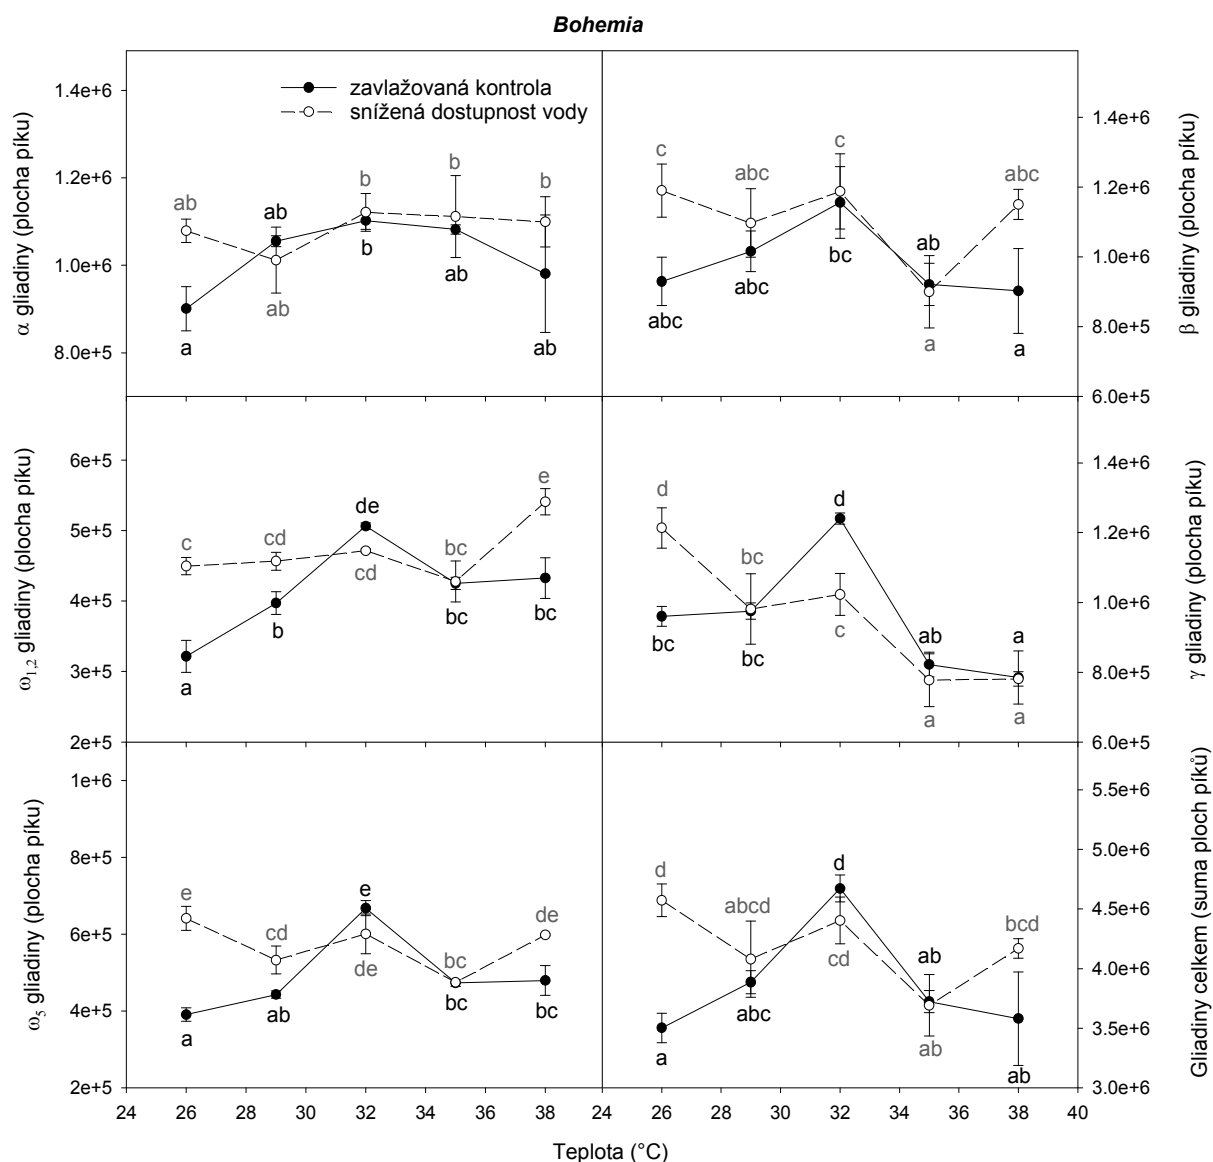 Bohemia
zavlažovaná kontrola
snížená dostupnost vody
α gliadiny (plocha píku)
1.4e+6
1.2e+6
1.0e+6
8.0e+5
ab
ab
b
b
b
a
ab
b
ab
ab
β gliadiny (plocha píku)
1.4e+6
1.2e+6
1.0e+6
8.0e+5
6.0e+5
c
abc
c
ab
abc
abc
abc
bc
a
a
ω1,2 gliadiny (plocha píku)
6e+5
5e+5
4e+5
3e+5
2e+5
c
cd
de
bc
e
a
b
cd
bc
bc
γ gliadiny (plocha píku)
1.4e+6
1.2e+6
1.0e+6
8.0e+5
6.0e+5
d
bc
d
ab
a
bc
bc
c
a
a
ω5 gliadiny (plocha píku)
1e+6
8e+5
6e+5
4e+5
2e+5
e
cd
e
bc
de
a
ab
de
bc
bc
Gliadiny celkem (suma ploch píků)
5.5e+6
5.0e+6
4.5e+6
4.0e+6
3.5e+6
3.0e+6
d
abcd
d
ab
bcd
a
abc
cd
ab
ab
24 26 28 30 32 34 36 38 24 26 28 30 32 34 36 38 40
Teplota (°C)